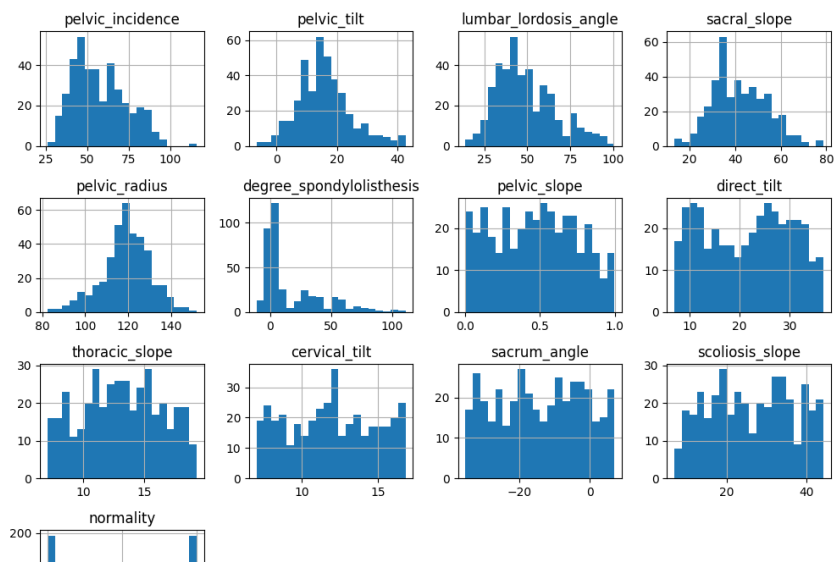 pelvic_incidence pelvic_tilt lumbar_lordosis_angle sacral_slope
40 20 0 25 50 75 100
60 40 20 0 0 20 40
40 20 0 25 50 75 100
60 40 20 0 20 40 60 80
pelvic_radius degree_spondylolisthesis pelvic_slope direct_tilt
60 40 20 0 80 100 120 140
100 50 0 0 50 100
20 10 0 0.0 0.5 1.0
20 10 0 10 20 30
thoracic_slope cervical_tilt sacrum_angle scoliosis_slope
30 20 10 0 10 15
30 20 10 0 10 15
20 10 0 −20 0
30 20 10 0 20 40
normality
200